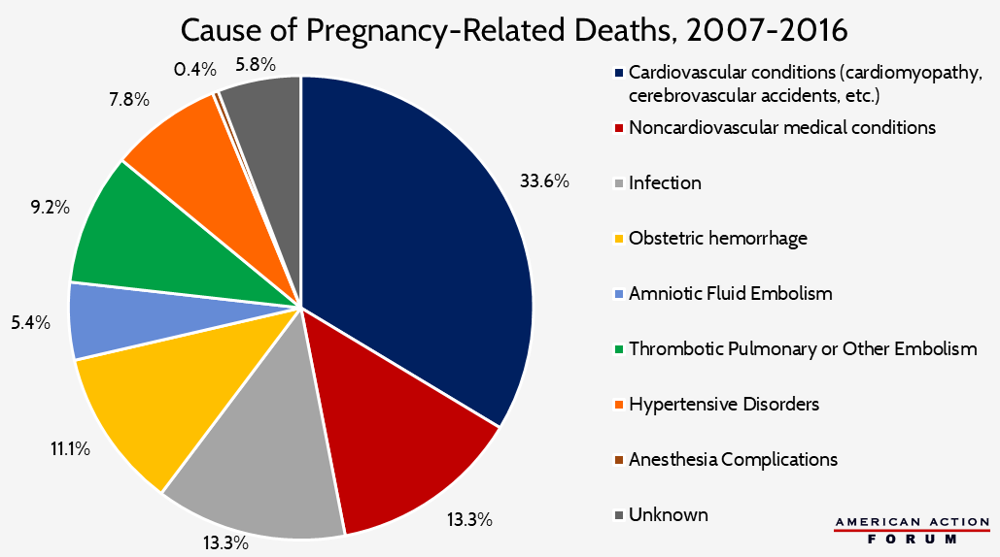 Cause of Pregnancy-Related Deaths, 2007-2016
0.4%
5.8%
7.8%
33.6%
9.2%
5.4%
11.1%
13.3%
13.3%
Cardiovascular conditions (cardiomyopathy,
cerebrovascular accidents, etc.)
Noncardiovascular medical conditions
Infection
Obstetric hemorrhage
Amniotic Fluid Embolism
Thrombotic Pulmonary or Other Embolism
Hypertensive Disorders
Anesthesia Complications
Unknown
AMERICAN ACTION
FORUM